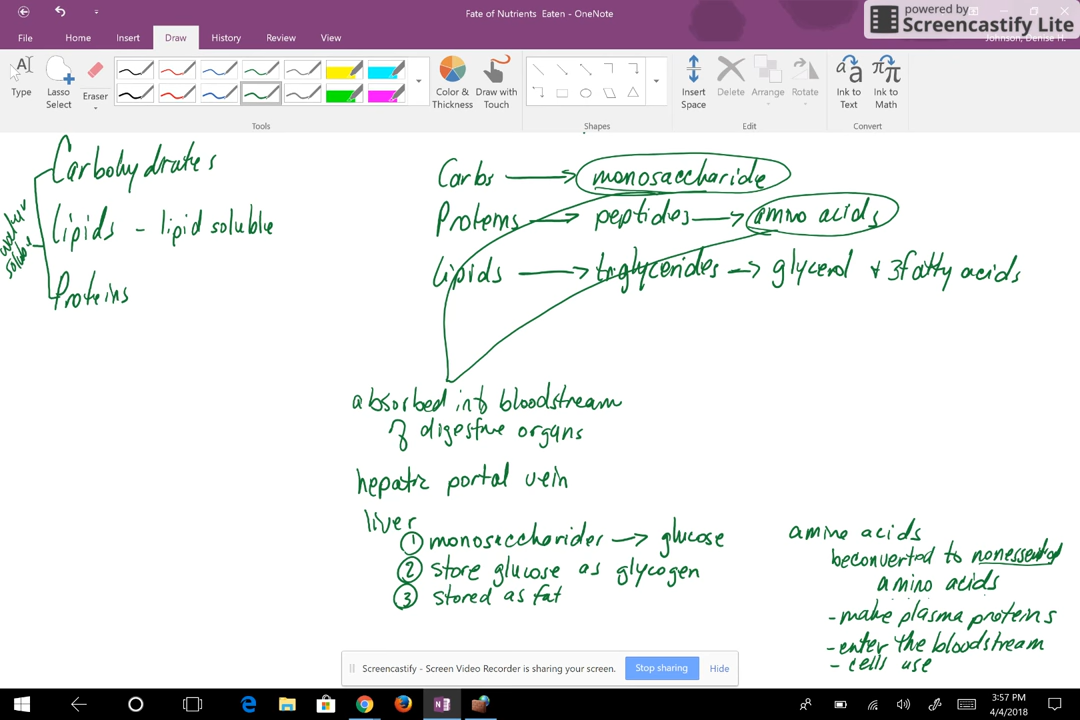 Fate of Nutrients Eaten - OneNote
powered by
Screencastify Lite
File Home Insert Draw History Review View
Type
Lasso Select
Eraser
Color & Thickness
Draw with Touch
Insert Space
Delete
Arrange
Rotate
Ink to Text
Ink to Math
Tools
Shapes
Edit
Convert
Carbohydrates
Lipids - lipid soluble
Proteins
water soluble
Carbs → monosaccharide
Proteins → peptides → amino acids
Lipids → triglycerides → glycerol + 3 fatty acids
absorbed into bloodstream
of digestive organs
hepatic portal vein
liver
① monosaccharides → glucose
② store glucose as glycogen
③ stored as fat
amino acids
be converted to nonessential
amino acids
- make plasma proteins
- enter the bloodstream
- cells use
Screencastify - Screen Video Recorder is sharing your screen.
Stop sharing
Hide
3:57 PM
4/4/2018